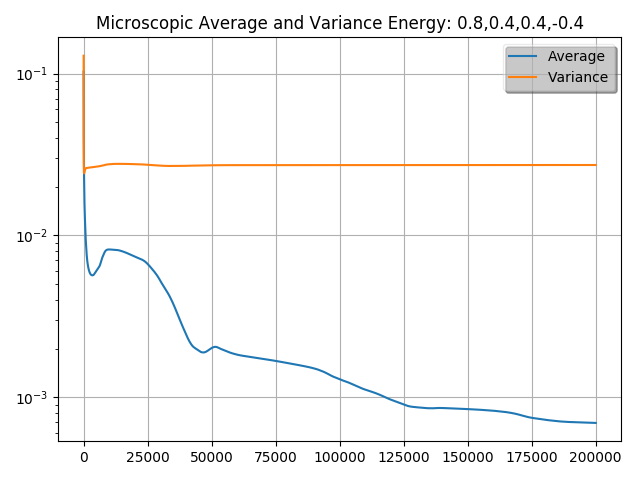 Microscopic Average and Variance Energy: 0.8,0.4,0.4,-0.4
Average
Variance
10⁻¹
10⁻²
10⁻³
0 25000 50000 75000 100000 125000 150000 175000 200000